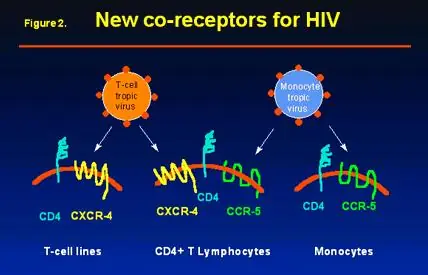 Figure 2.
New co-receptors for HIV
T-cell
tropic
virus
Monocyte
tropic
virus
CD4
CXCR-4
CXCR-4
CD4
CCR-5
CD4
CCR-5
T-cell lines
CD4+ T Lymphocytes
Monocytes